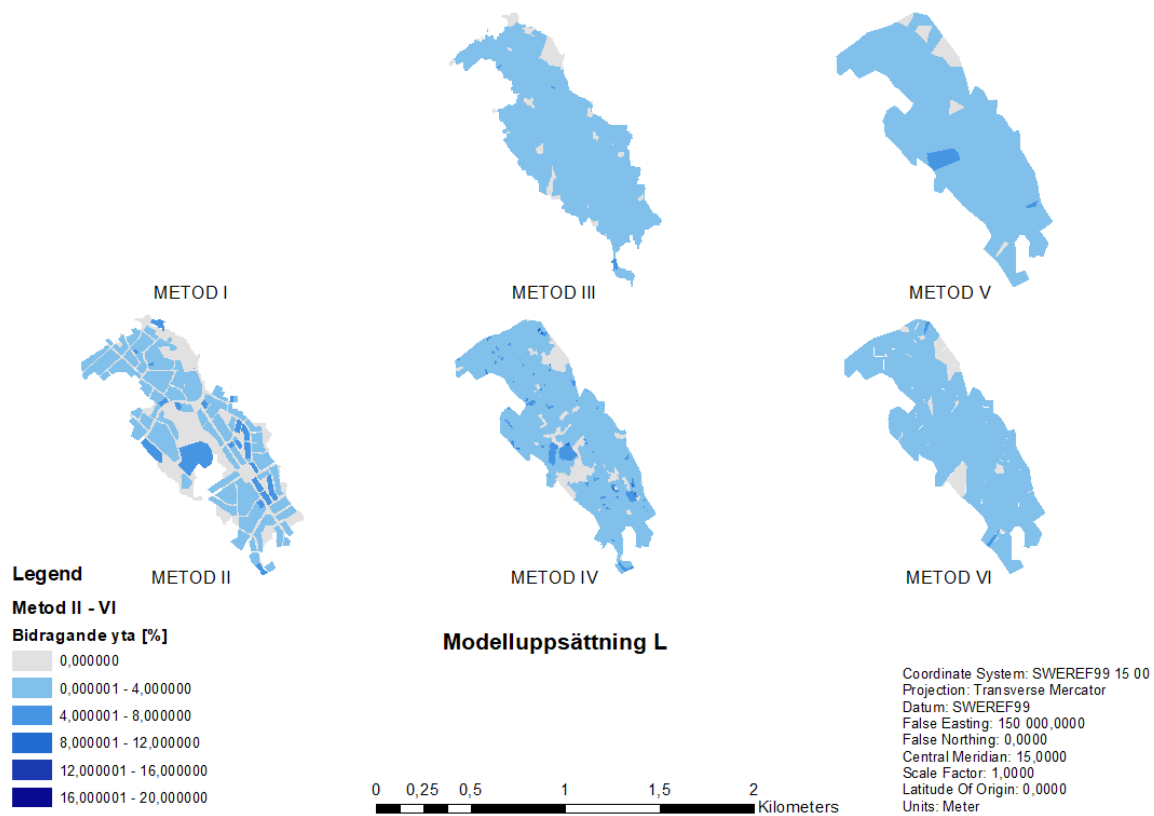 METOD I
METOD III
METOD V
METOD II
METOD IV
METOD VI
Legend
Metod II - VI
Bidragande yta [%]
0,000000
0,000001 - 4,000000
4,000001 - 8,000000
8,000001 - 12,000000
12,000001 - 16,000000
16,000001 - 20,000000
Modelluppsättning L
0 0,25 0,5 1 1,5 2
Kilometers
Coordinate System: SWEREF99 15 00
Projection: Transverse Mercator
Datum: SWEREF99
False Easting: 150 000,0000
False Northing: 0,0000
Central Meridian: 15,0000
Scale Factor: 1,0000
Latitude Of Origin: 0,0000
Units: Meter